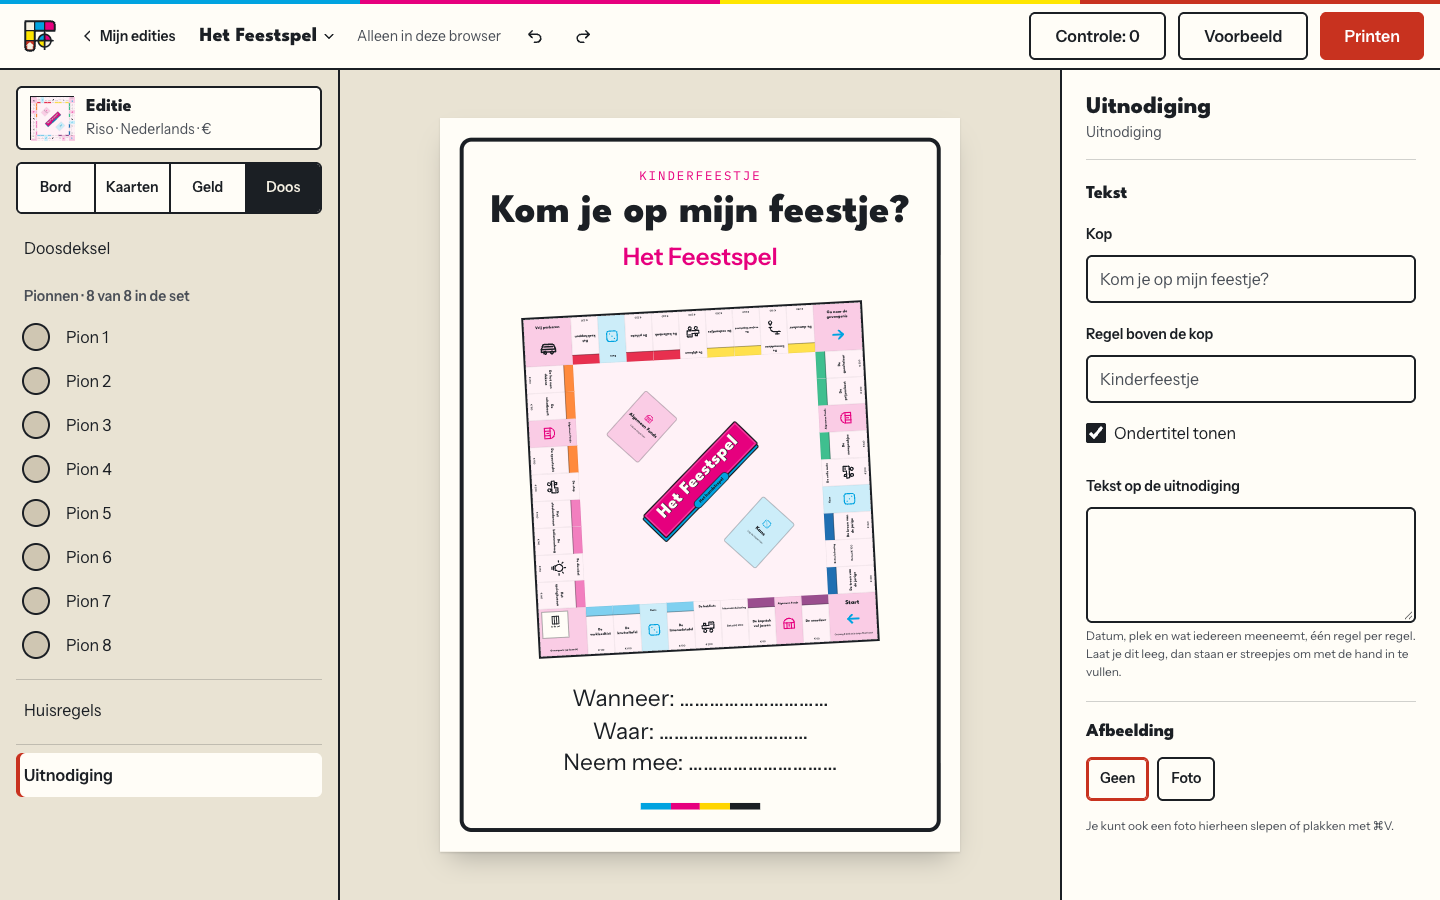 Mijn edities
Het Feestspel
Alleen in deze browser
Controle: 0
Voorbeeld
Printen
Editie
Riso · Nederlands · €
Bord
Kaarten
Geld
Doos
Doosdeksel
Pionnen · 8 van 8 in de set
Pion 1
Pion 2
Pion 3
Pion 4
Pion 5
Pion 6
Pion 7
Pion 8
Huisregels
Uitnodiging
KINDERFEESTJE
Kom je op mijn feestje?
Het Feestspel
Vrij parkeren
Algemeen Fonds
Het Feestspel
Kans
Start
Wanneer: ............................
Waar: ............................
Neem mee: ............................
Uitnodiging
Uitnodiging
Tekst
Kop
Kom je op mijn feestje?
Regel boven de kop
Kinderfeestje
Ondertitel tonen
Tekst op de uitnodiging
Datum, plek en wat iedereen meeneemt, één regel per regel.
Laat je dit leeg, dan staan er streepjes om met de hand in te
vullen.
Afbeelding
Geen
Foto
Je kunt ook een foto hierheen slepen of plakken met ⌘V.